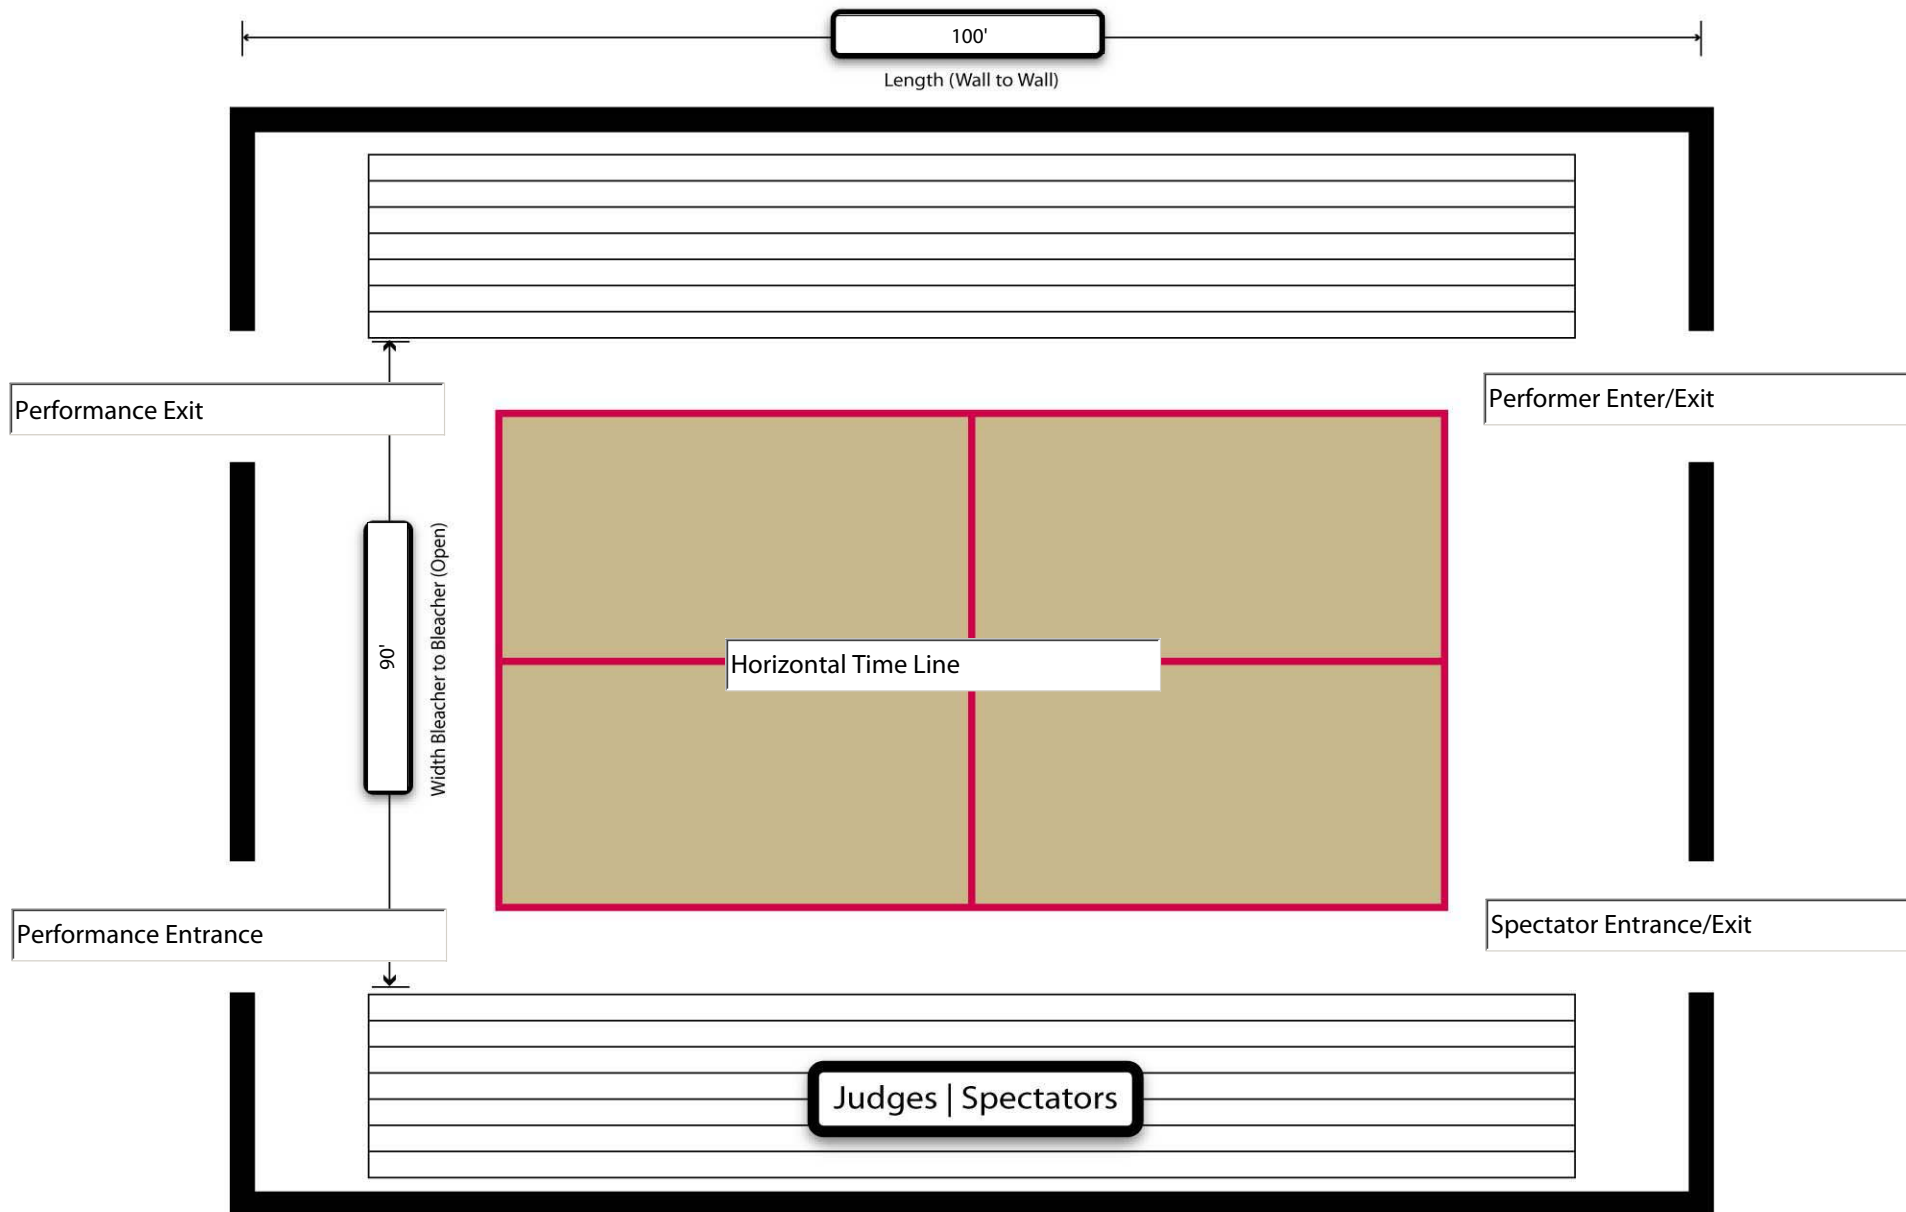 100'
Length (Wall to Wall)
Performance Exit
Performer Enter/Exit
90'
Width Bleacher to Bleacher (Open)
Horizontal Time Line
Performance Entrance
Spectator Entrance/Exit
Judges | Spectators